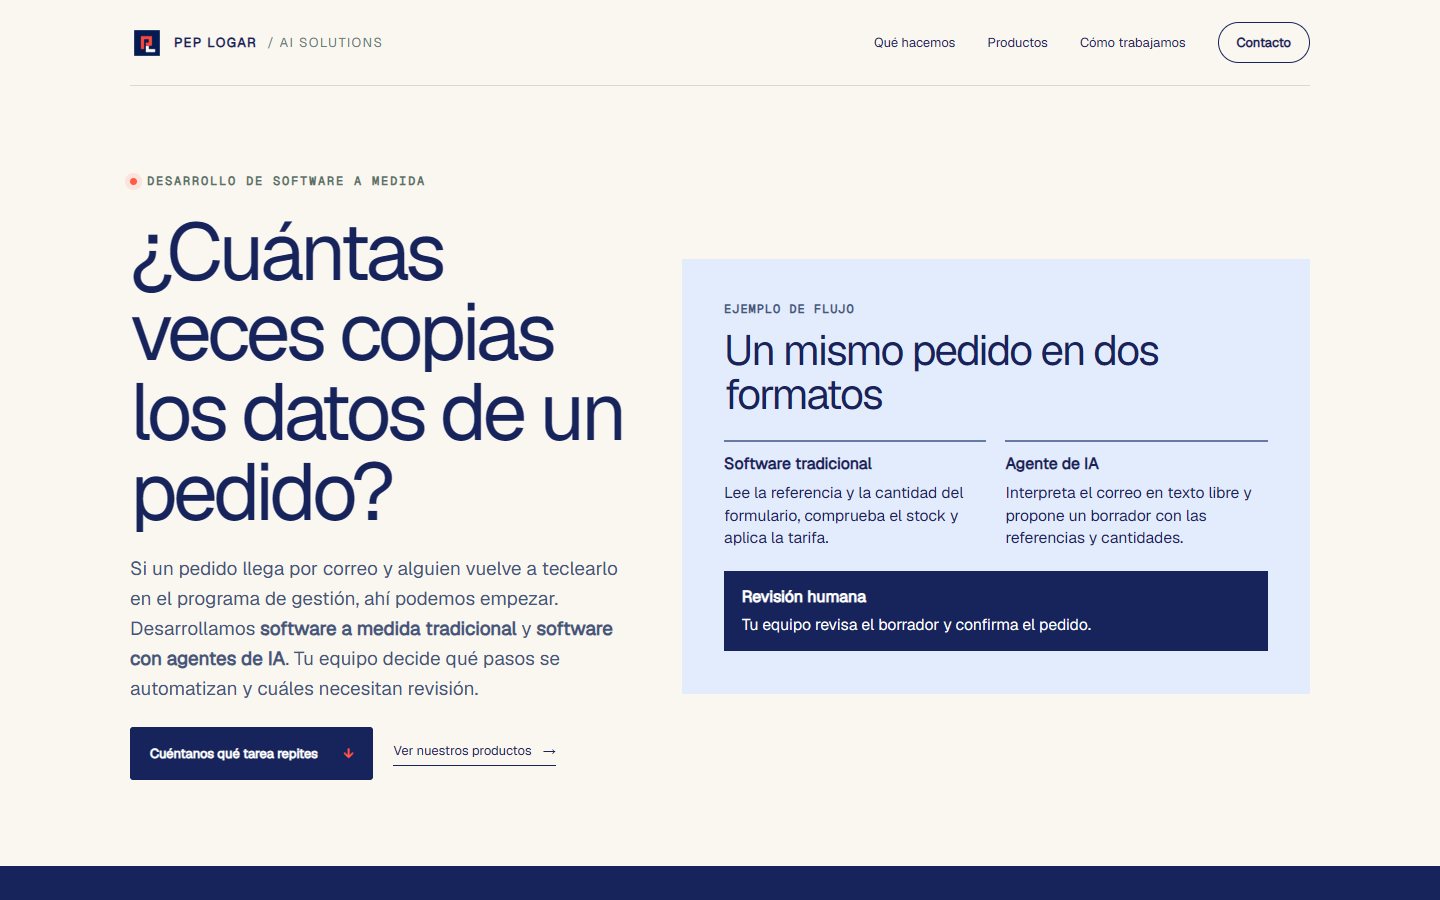 PEP LOGAR / AI SOLUTIONS
Qué hacemos
Productos
Cómo trabajamos
Contacto
DESARROLLO DE SOFTWARE A MEDIDA
¿Cuántas
veces copias
los datos de un
pedido?
Si un pedido llega por correo y alguien vuelve a teclearlo
en el programa de gestión, ahí podemos empezar.
Desarrollamos software a medida tradicional y software
con agentes de IA. Tu equipo decide qué pasos se
automatizan y cuáles necesitan revisión.
Cuéntanos qué tarea repites ↓
Ver nuestros productos →
EJEMPLO DE FLUJO
Un mismo pedido en dos
formatos
Software tradicional
Lee la referencia y la cantidad del
formulario, comprueba el stock y
aplica la tarifa.
Agente de IA
Interpreta el correo en texto libre y
propone un borrador con las
referencias y cantidades.
Revisión humana
Tu equipo revisa el borrador y confirma el pedido.